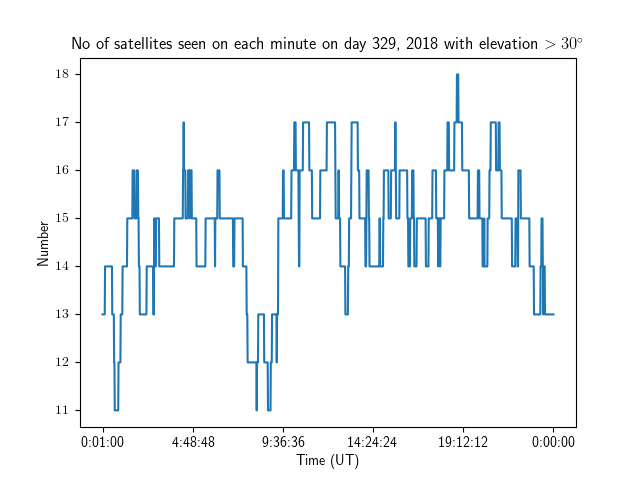 No of satellites seen on each minute on day 329, 2018 with elevation > 30°
18
17
16
15
14
13
12
11
Number
0:01:00 4:48:48 9:36:36 14:24:24 19:12:12 0:00:00
Time (UT)